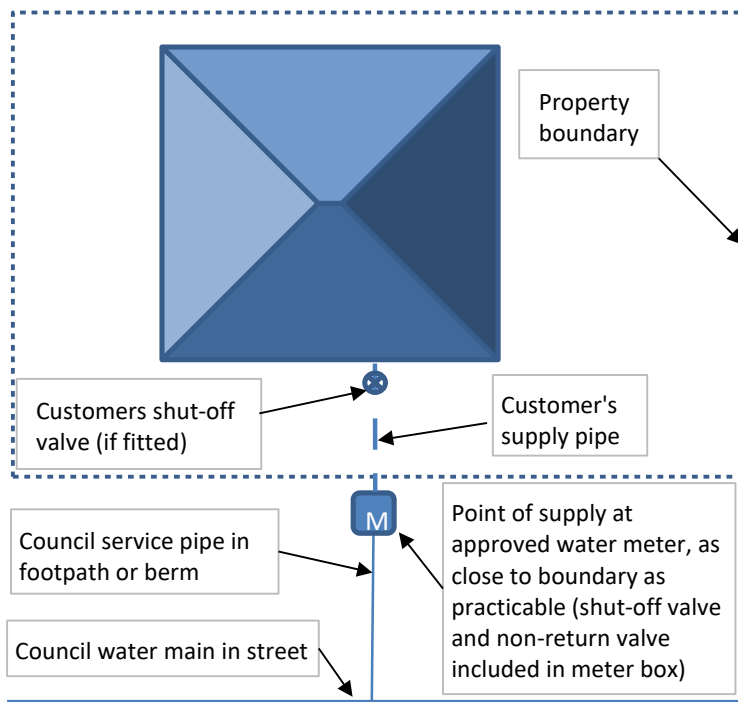 Property
boundary
Customers shut-off
valve (if fitted)
Customer's
supply pipe
M
Point of supply at
approved water meter, as
close to boundary as
practicable (shut-off valve
and non-return valve
included in meter box)
Council service pipe in
footpath or berm
Council water main in street